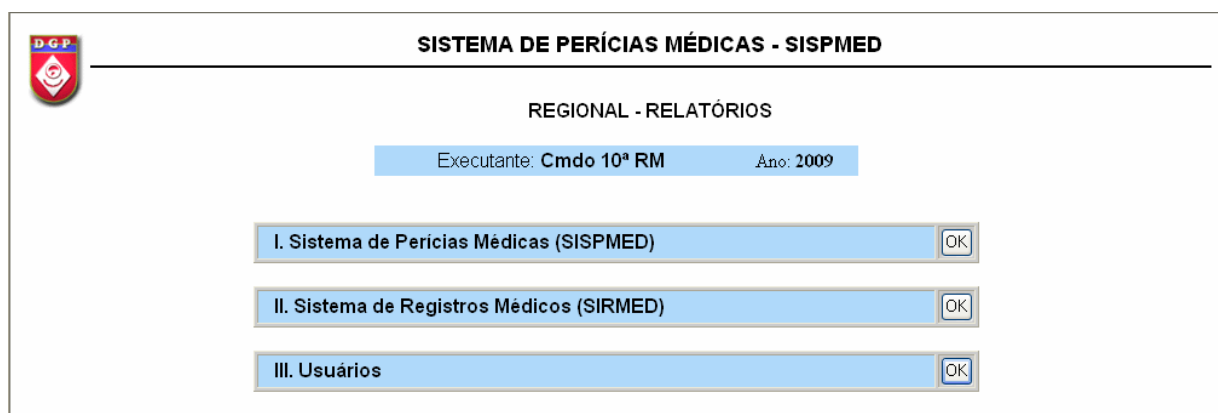 DGP
SISTEMA DE PERÍCIAS MÉDICAS - SISPMED
REGIONAL - RELATÓRIOS
Executante: Cmdo 10ª RM Ano: 2009
I. Sistema de Perícias Médicas (SISPMED) OK
II. Sistema de Registros Médicos (SIRMED) OK
III. Usuários OK